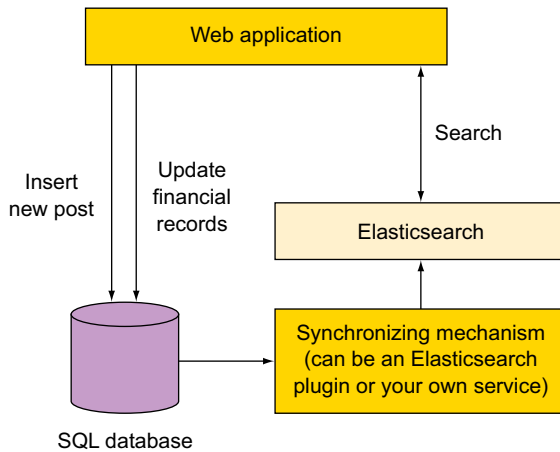 Web application
Search
Insert
new post
Update
financial
records
Elasticsearch
Synchronizing mechanism
(can be an Elasticsearch
plugin or your own service)
SQL database